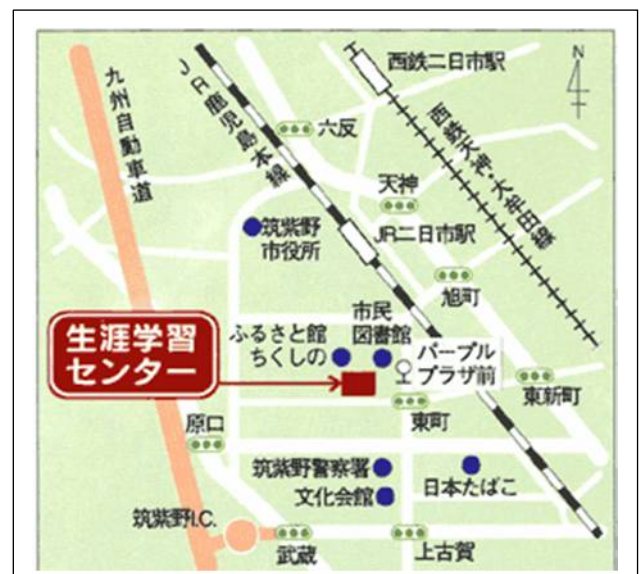 西鉄二日市駅
N
九州自動車道
JR鹿児島本線
六反
西鉄天神・大牟田線
天神
筑紫野
市役所
JR二日市駅
旭町
生涯学習
センター
市民
図書館
ふるさと館
ちくしの
パープル
プラザ前
東新町
東町
原口
筑紫野警察署
文化会館
日本たばこ
筑紫野I.C.
武蔵
上古賀